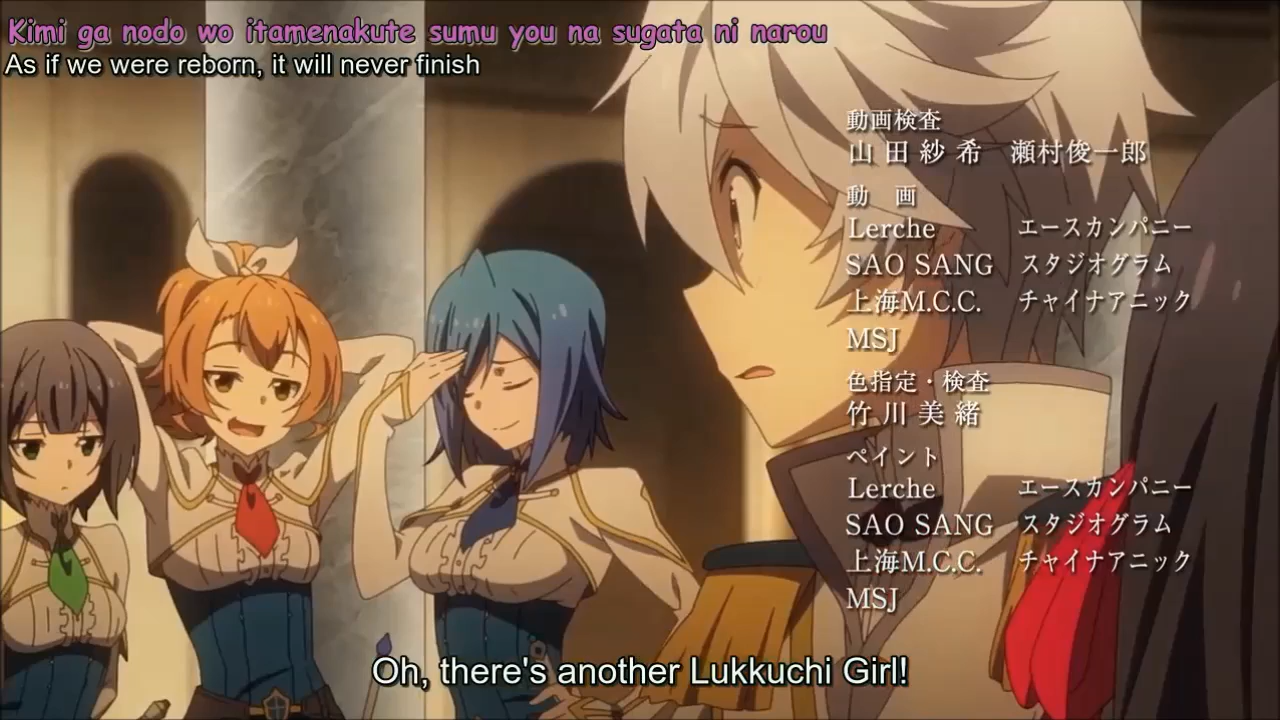 Kimi ga nodo wo itamenakute sumu you na sugata ni narou
As if we were reborn, it will never finish
動画検査
山田紗希 瀬村俊一郎
動 画
Lerche エースカンパニー
SAO SANG スタジオグラム
上海M.C.C. チャイナアニック
MSJ
色指定・検査
竹川美緒
ペイント
Lerche エースカンパニー
SAO SANG スタジオグラム
上海M.C.C. チャイナアニック
MSJ
Oh, there's another Lukkuchi Girl!